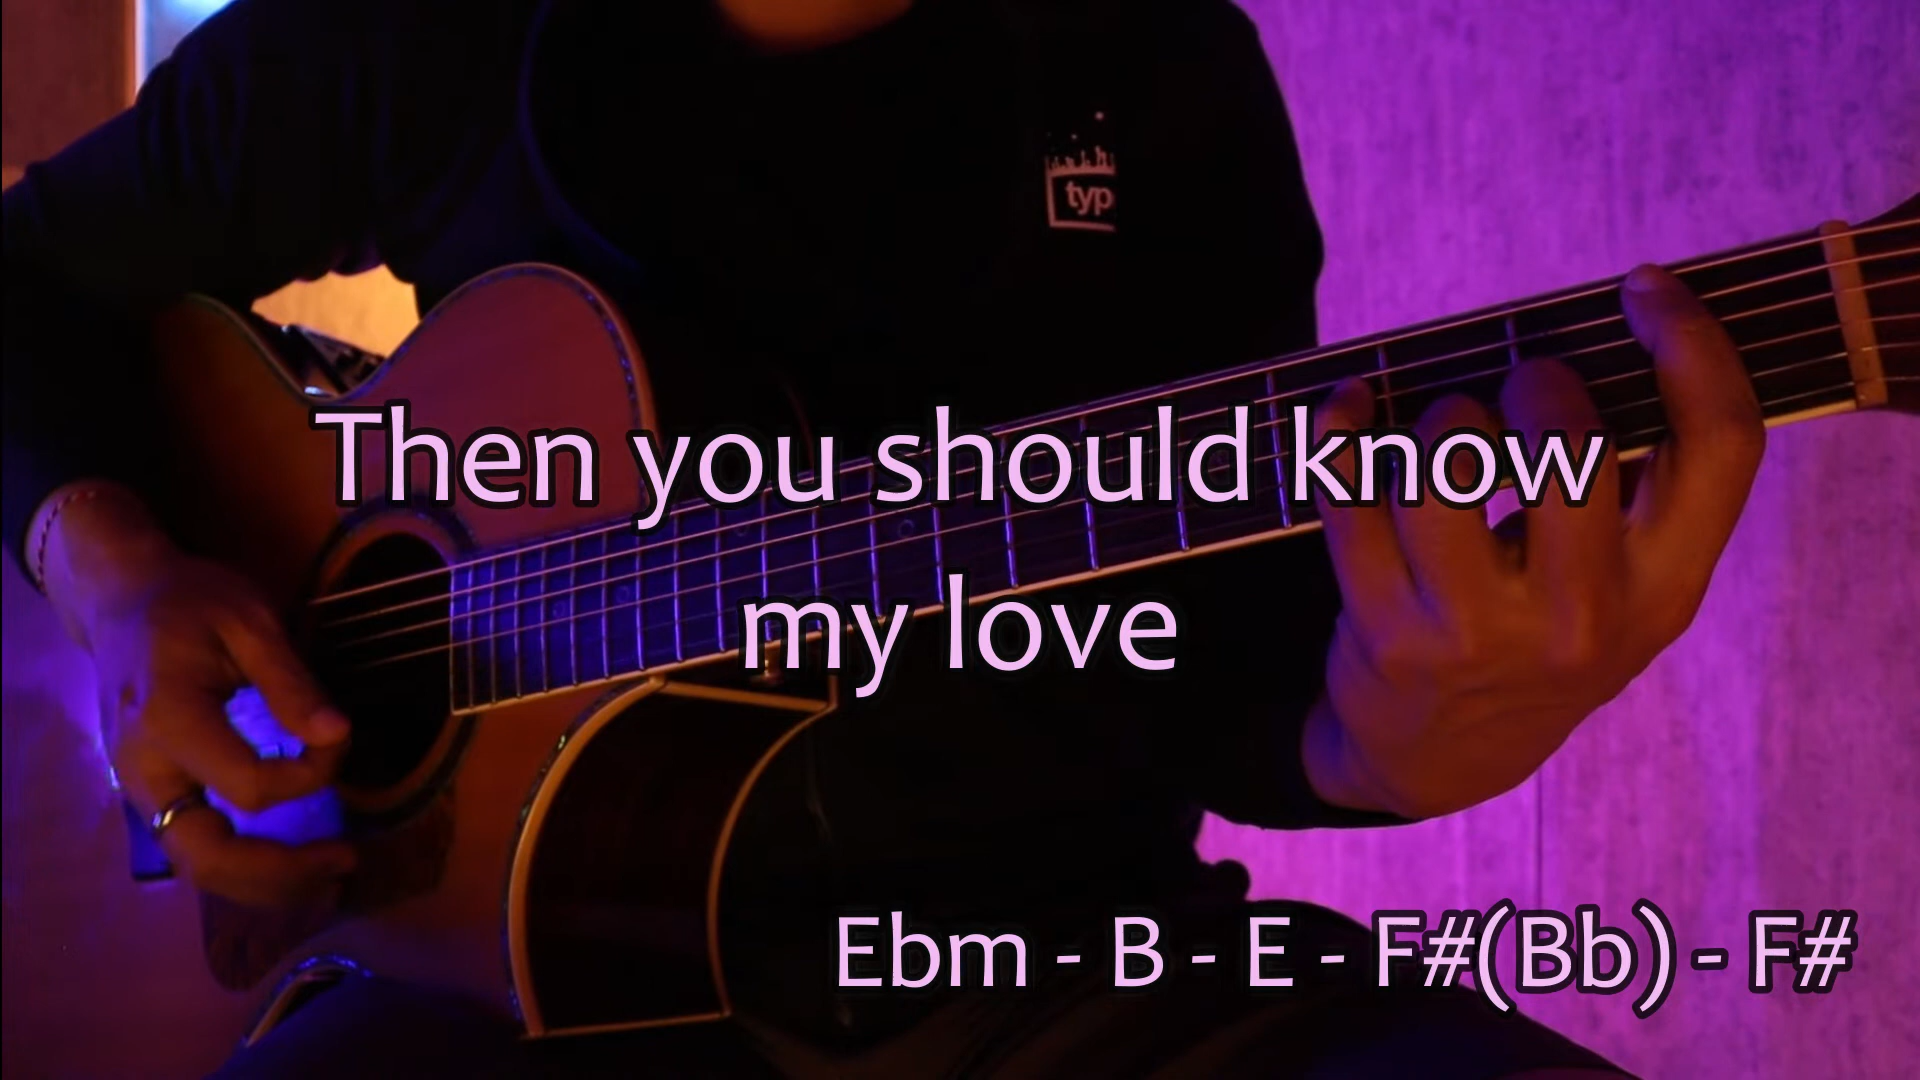 typ
Then you should know
my love
Ebm - B - E - F#(Bb) - F#